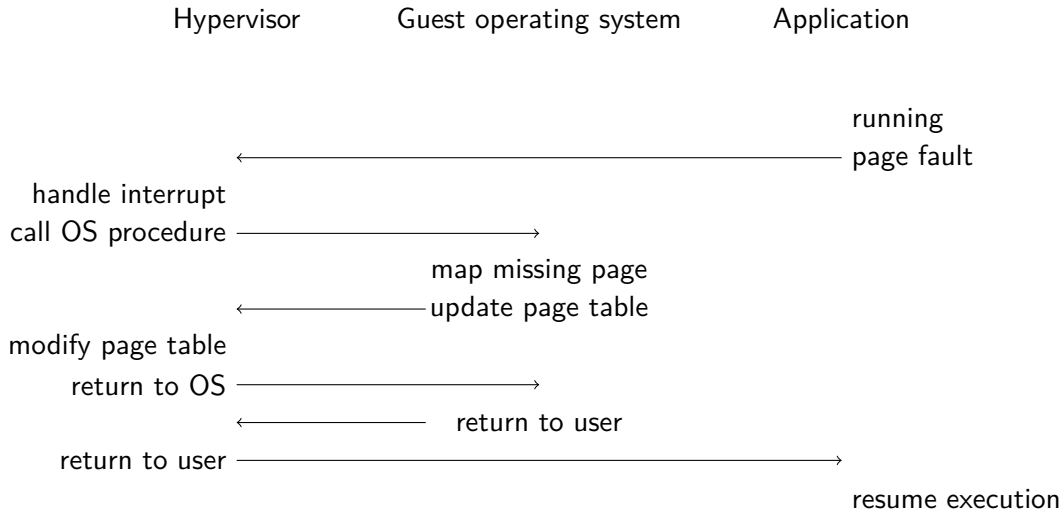 Hypervisor Guest operating system Application
running
page fault
handle interrupt
call OS procedure
map missing page
update page table
modify page table
return to OS
return to user
return to user
resume execution